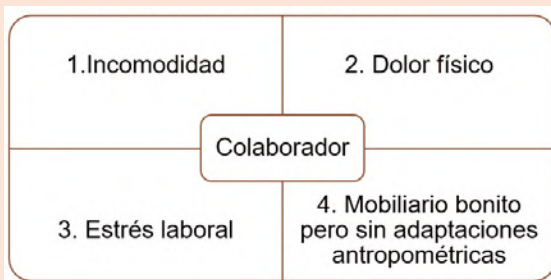 1.Incomodidad
2. Dolor físico
Colaborador
3. Estrés laboral
4. Mobiliario bonito
pero sin adaptaciones
antropométricas